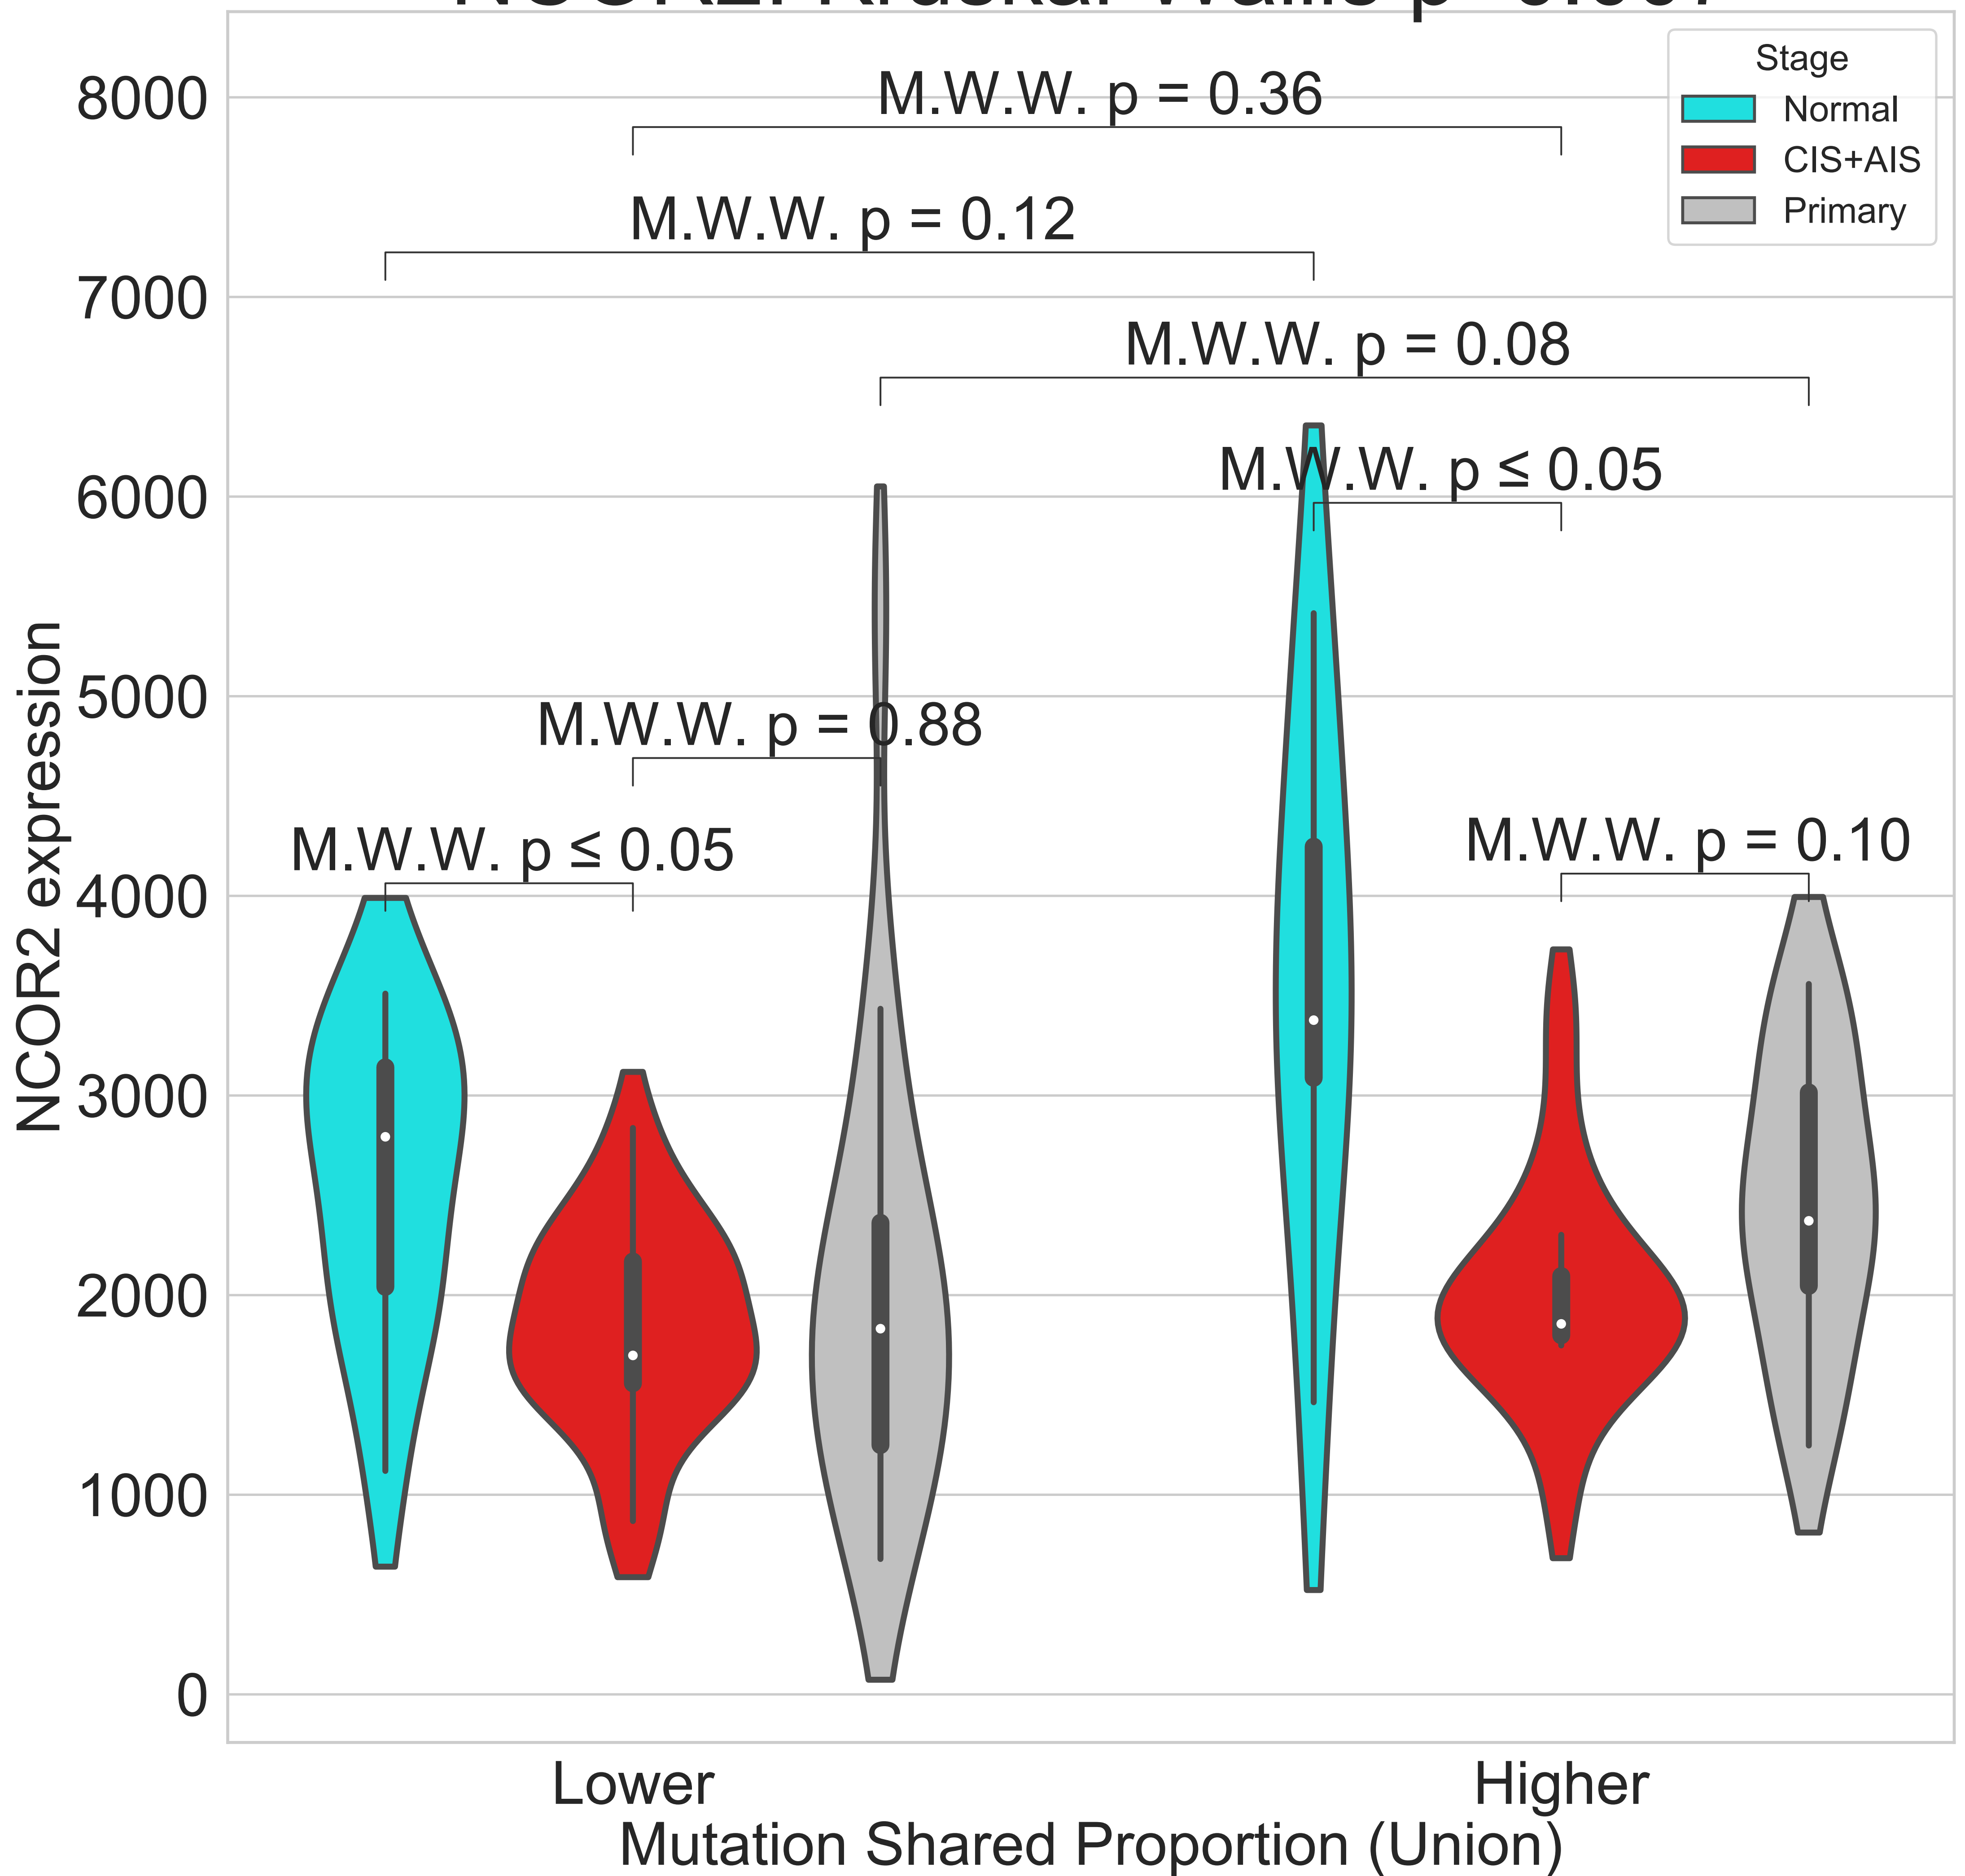 Stage
Normal
CIS+AIS
Primary
M.W.W. p = 0.36
M.W.W. p = 0.12
M.W.W. p = 0.08
M.W.W. p ≤ 0.05
M.W.W. p = 0.88
M.W.W. p ≤ 0.05
M.W.W. p = 0.10
8000
7000
6000
5000
4000
3000
2000
1000
0
NCOR2 expression
Lower
Higher
Mutation Shared Proportion (Union)